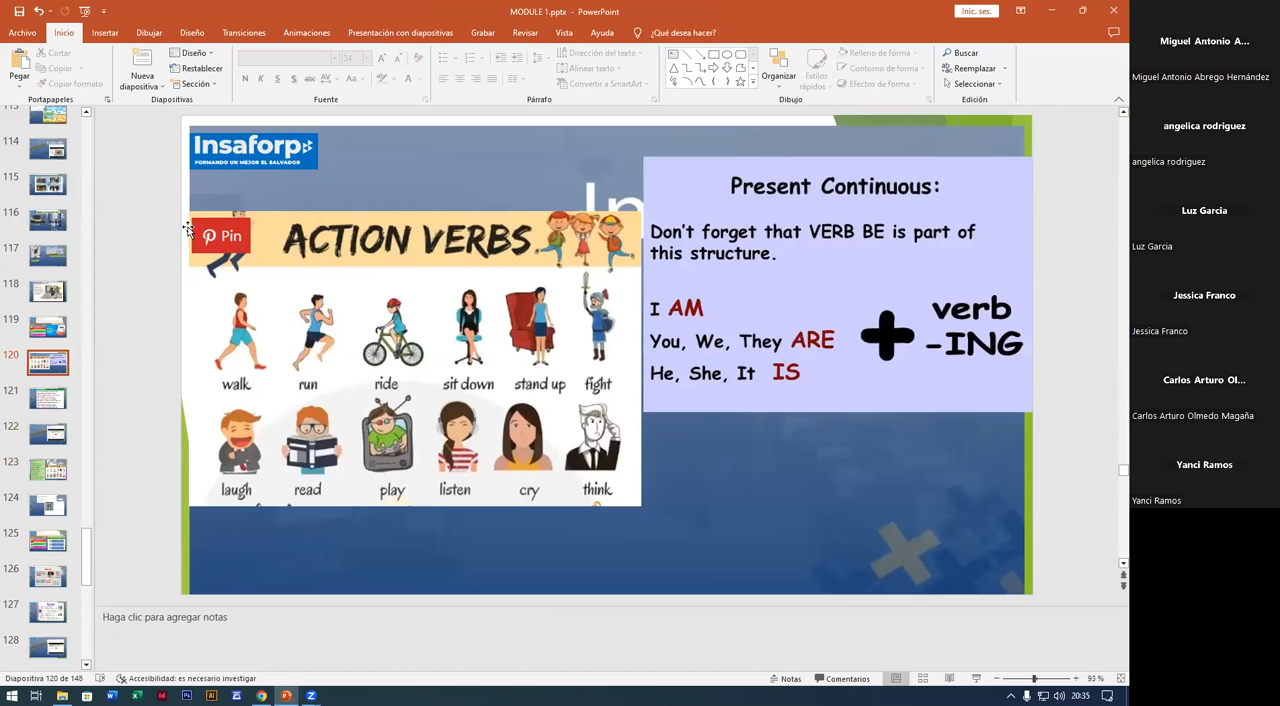 MODULE 1.pptx - PowerPoint
Inic. ses.
Archivo Inicio Insertar Dibujar Diseño Transiciones Animaciones Presentación con diapositivas Grabar Revisar Vista Ayuda ¿Qué desea hacer?
Pegar
Cortar
Copiar
Copiar formato
Portapapeles
Nueva diapositiva
Diseño
Restablecer
Sección
Diapositivas
24
N K S S abc AV Aa A
Fuente
Dirección del texto
Alinear texto
Convertir a SmartArt
Párrafo
Organizar
Estilos rápidos
Relleno de forma
Contorno de forma
Efectos de forma
Dibujo
Buscar
Reemplazar
Seleccionar
Edición
114
115
116
117
118
119
120
121
122
123
124
125
126
127
128
Insaforp
FORMANDO UN MEJOR EL SALVADOR
Pin
ACTION VERBS
walk run ride sit down stand up fight
laugh read play listen cry think
Present Continuous:
Don't forget that VERB BE is part of
this structure.
I AM
You, We, They ARE
He, She, It IS
+ verb
-ING
Haga clic para agregar notas
Diapositiva 120 de 148 Accesibilidad: es necesario investigar Notas Comentarios 93 %
20:35
Miguel Antonio A...
Miguel Antonio Abrego Hernández
angelica rodriguez
angelica rodriguez
Luz Garcia
Luz Garcia
Jessica Franco
Jessica Franco
Carlos Arturo Ol...
Carlos Arturo Olmedo Magaña
Yanci Ramos
Yanci Ramos